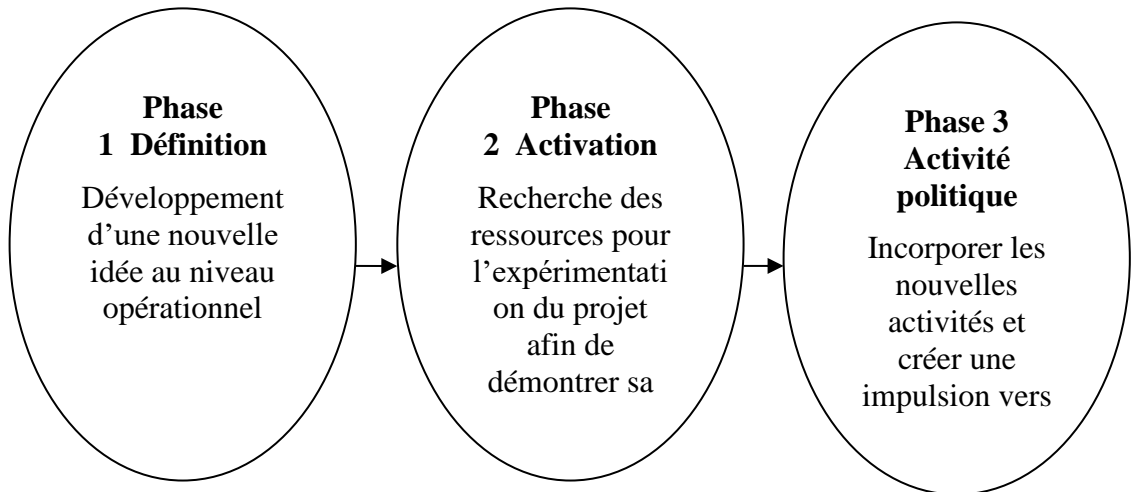 Phase
1 Définition
Développement
d’une nouvelle
idée au niveau
opérationnel
Phase
2 Activation
Recherche des
ressources pour
l’expérimentati
on du projet
afin de
démontrer sa
Phase 3
Activité
politique
Incorporer les
nouvelles
activités et
créer une
impulsion vers